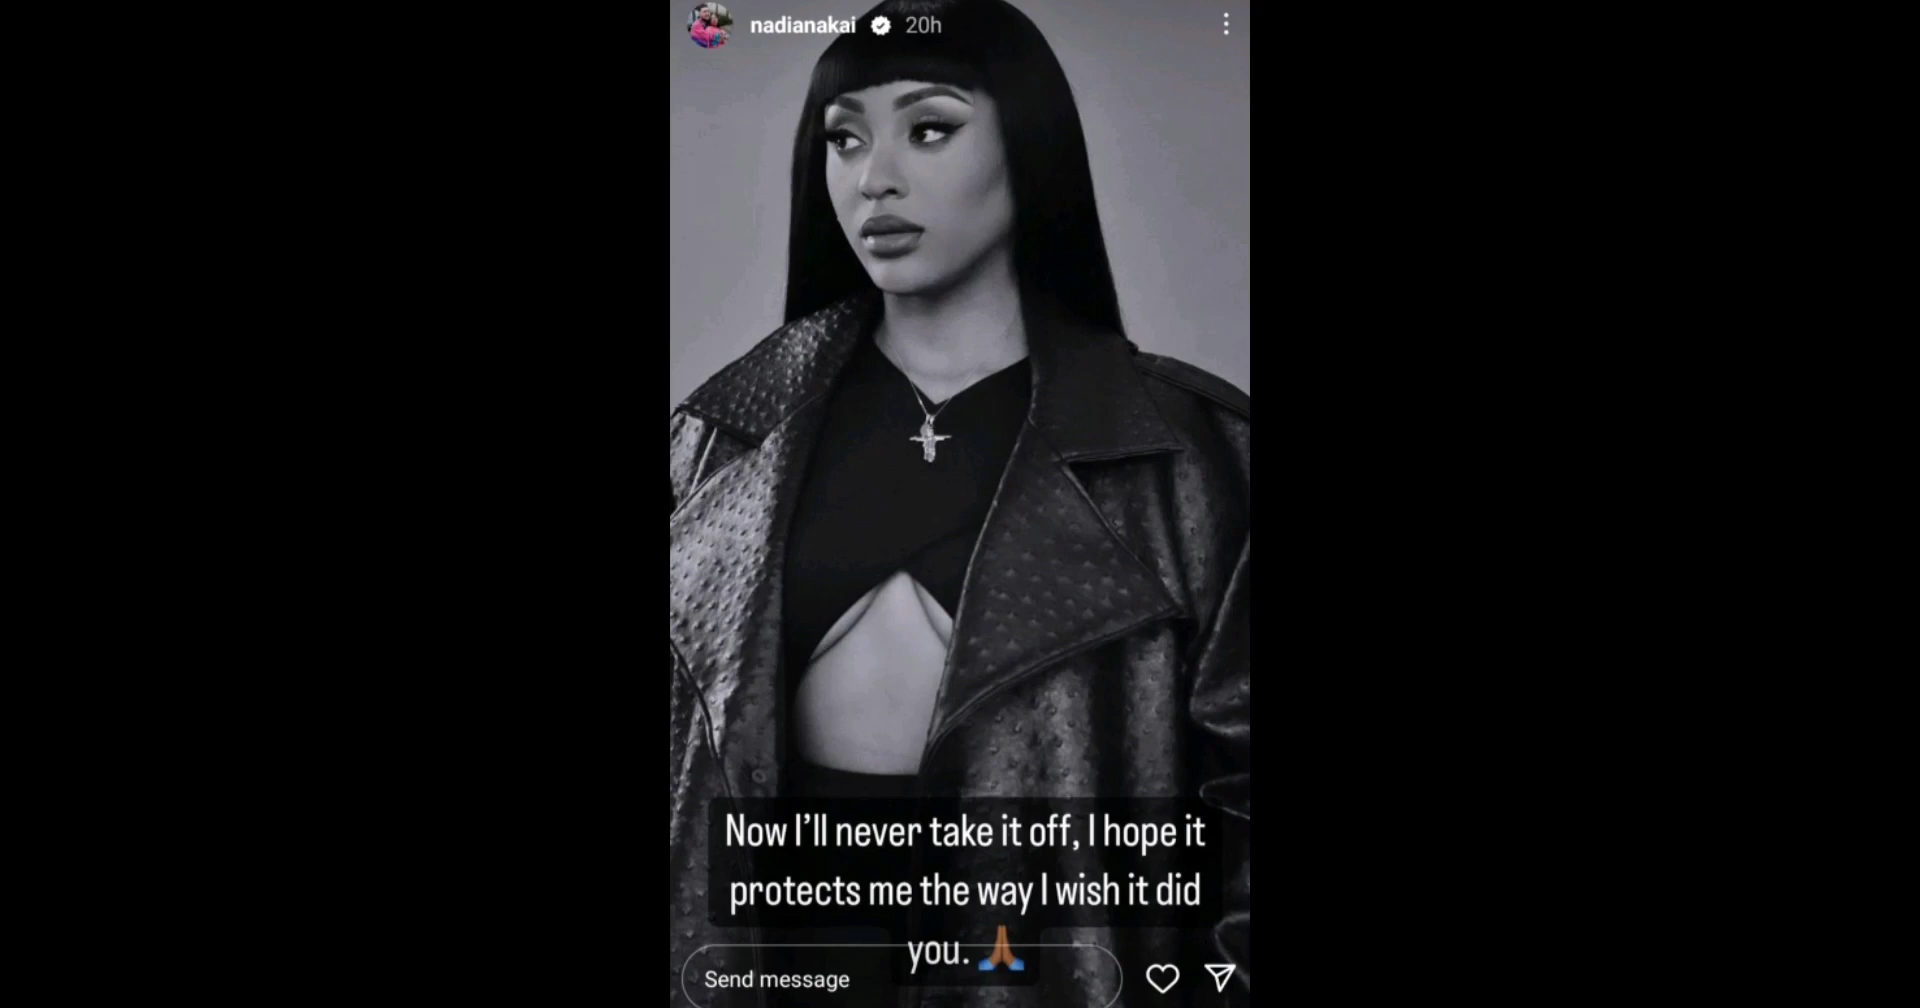 nadianakai 20h
Now I’ll never take it off, I hope it
protects me the way I wish it did
you. 🙏🏾
Send message